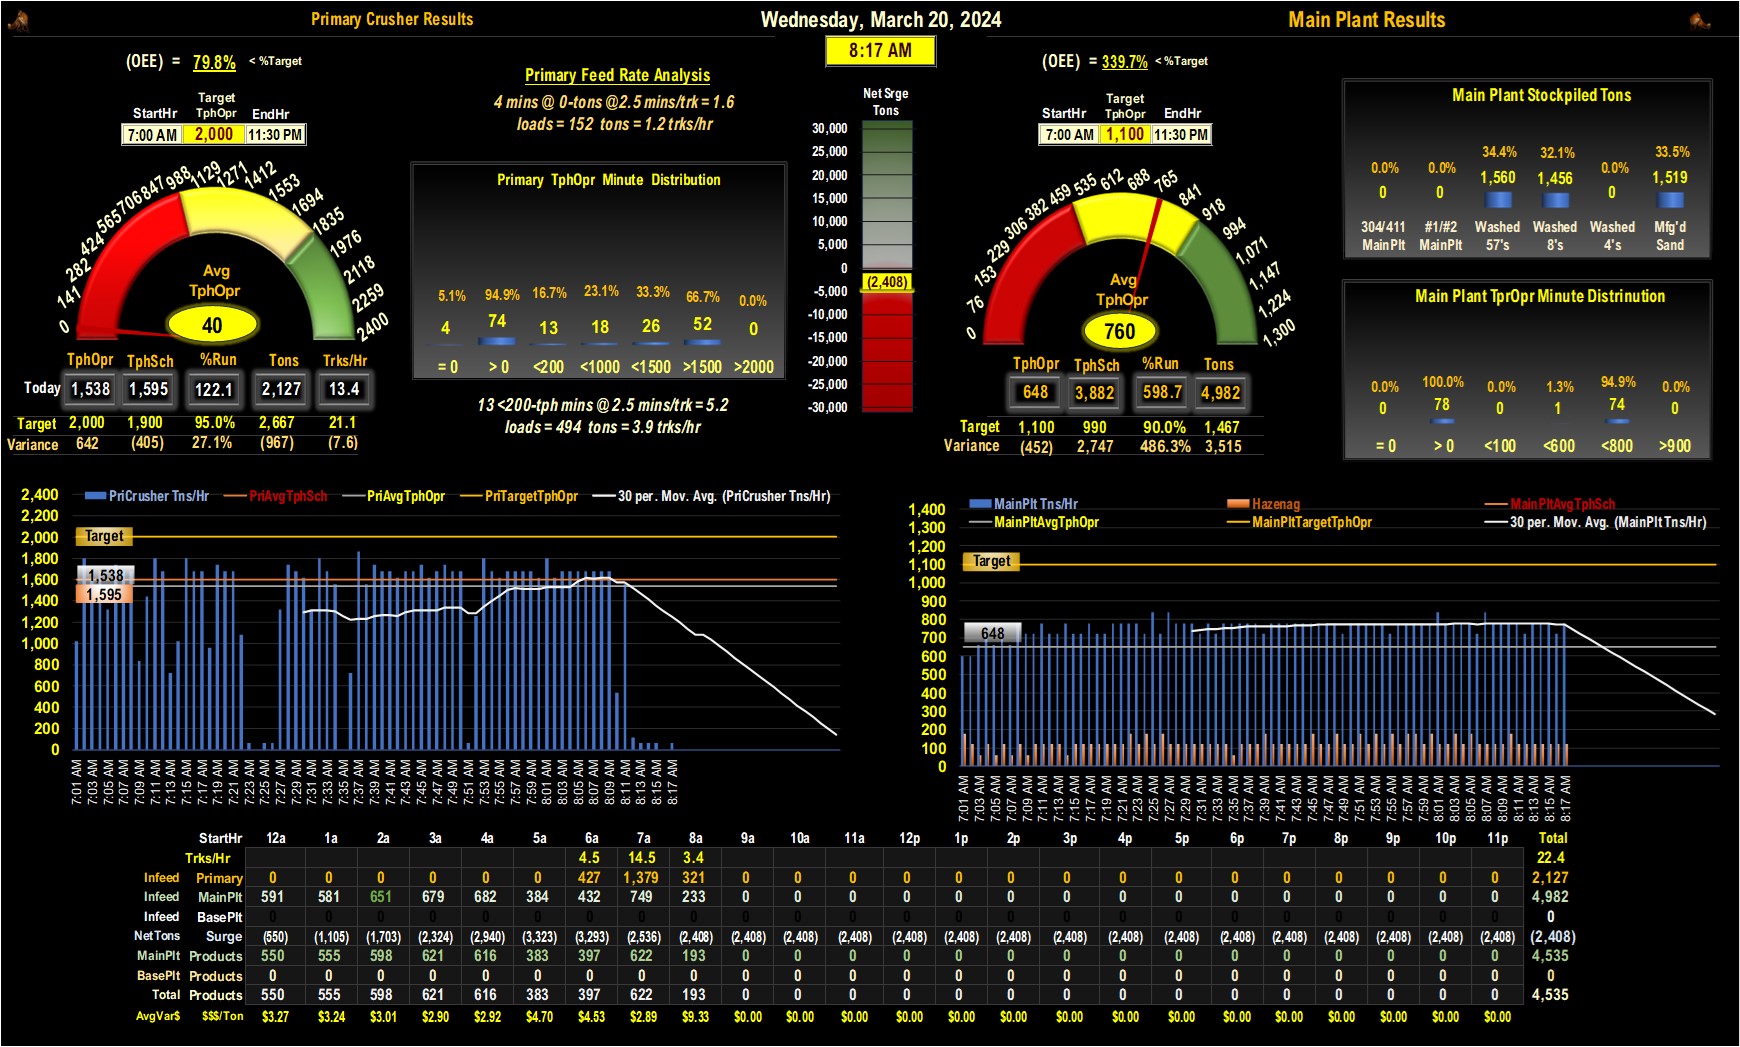 Primary Crusher Results
Wednesday, March 20, 2024
Main Plant Results
8:17 AM
(OEE) = 79.8% < %Target
Target
StartHr TphOpr EndHr
7:00 AM 2,000 11:30 PM
0 141 282 424 565 706 847 988 1129 1271 1412 1553 1694 1835 1976 2118 2259 2400
Avg
TphOpr
40
TphOpr TphSch %Run Tons Trks/Hr
Today 1,538 1,595 122.1 2,127 13.4
Target 2,000 1,900 95.0% 2,667 21.1
Variance 642 (405) 27.1% (967) (7.6)
Primary Feed Rate Analysis
4 mins @ 0-tons @2.5 mins/trk = 1.6
loads = 152 tons = 1.2 trks/hr
Primary TphOpr Minute Distribution
5.1% 94.9% 16.7% 23.1% 33.3% 66.7% 0.0%
4 74 13 18 26 52 0
= 0 > 0 <200 <1000 <1500 >1500 >2000
13 <200-tph mins @ 2.5 mins/trk = 5.2
loads = 494 tons = 3.9 trks/hr
Net Srge
Tons
30,000
25,000
20,000
15,000
10,000
5,000
0
(2,408)
-5,000
-10,000
-15,000
-20,000
-25,000
-30,000
(OEE) = 339.7% < %Target
Target
StartHr TphOpr EndHr
7:00 AM 1,100 11:30 PM
0 76 153 229 306 382 459 535 612 688 765 841 918 994 1,071 1,147 1,224 1,300
Avg
TphOpr
760
TphOpr TphSch %Run Tons
648 3,882 598.7 4,982
Target 1,100 990 90.0% 1,467
Variance (452) 2,747 486.3% 3,515
Main Plant Stockpiled Tons
0.0% 0.0% 34.4% 32.1% 0.0% 33.5%
0 0 1,560 1,456 0 1,519
304/411 #1/#2 Washed Washed Washed Mfg'd
MainPlt MainPlt 57's 8's 4's Sand
Main Plant TprOpr Minute Distrinution
0.0% 100.0% 0.0% 1.3% 94.9% 0.0%
0 78 0 1 74 0
= 0 > 0 <100 <600 <800 >900
PriCrusher Tns/Hr PriAvgTphSch PriAvgTphOpr PriTargetTphOpr 30 per. Mov. Avg. (PriCrusher Tns/Hr)
2,400
2,200
2,000
1,800
1,600
1,400
1,200
1,000
800
600
400
200
0
Target
1,538
1,595
7:01 AM 7:03 AM 7:05 AM 7:07 AM 7:09 AM 7:11 AM 7:13 AM 7:15 AM 7:17 AM 7:19 AM 7:21 AM 7:23 AM 7:25 AM 7:27 AM 7:29 AM 7:31 AM 7:33 AM 7:35 AM 7:37 AM 7:39 AM 7:41 AM 7:43 AM 7:45 AM 7:47 AM 7:49 AM 7:51 AM 7:53 AM 7:55 AM 7:57 AM 7:59 AM 8:01 AM 8:03 AM 8:05 AM 8:07 AM 8:09 AM 8:11 AM 8:13 AM 8:15 AM 8:17 AM
MainPlt Tns/Hr Hazenag MainPltAvgTphSch
MainPltAvgTphOpr MainPltTargetTphOpr 30 per. Mov. Avg. (MainPlt Tns/Hr)
1,400
1,300
1,200
1,100
1,000
900
800
700
600
500
400
300
200
100
0
Target
648
7:01 AM 7:03 AM 7:05 AM 7:07 AM 7:09 AM 7:11 AM 7:13 AM 7:15 AM 7:17 AM 7:19 AM 7:21 AM 7:23 AM 7:25 AM 7:27 AM 7:29 AM 7:31 AM 7:33 AM 7:35 AM 7:37 AM 7:39 AM 7:41 AM 7:43 AM 7:45 AM 7:47 AM 7:49 AM 7:51 AM 7:53 AM 7:55 AM 7:57 AM 7:59 AM 8:01 AM 8:03 AM 8:05 AM 8:07 AM 8:09 AM 8:11 AM 8:13 AM 8:15 AM 8:17 AM
StartHr 12a 1a 2a 3a 4a 5a 6a 7a 8a 9a 10a 11a 12p 1p 2p 3p 4p 5p 6p 7p 8p 9p 10p 11p Total
Trks/Hr 4.5 14.5 3.4 22.4
Infeed Primary 0 0 0 0 0 0 427 1,379 321 0 0 0 0 0 0 0 0 0 0 0 0 0 0 0 2,127
Infeed MainPlt 591 581 651 679 682 384 432 749 233 0 0 0 0 0 0 0 0 0 0 0 0 0 0 0 4,982
Infeed BasePlt 0 0 0 0 0 0 0 0 0 0 0 0 0 0 0 0 0 0 0 0 0 0 0 0 0
NetTons Surge (550) (1,105) (1,703) (2,324) (2,940) (3,323) (3,293) (2,536) (2,408) (2,408) (2,408) (2,408) (2,408) (2,408) (2,408) (2,408) (2,408) (2,408) (2,408) (2,408) (2,408) (2,408) (2,408) (2,408) (2,408)
MainPlt Products 550 555 598 621 616 383 397 622 193 0 0 0 0 0 0 0 0 0 0 0 0 0 0 0 4,535
BasePlt Products 0 0 0 0 0 0 0 0 0 0 0 0 0 0 0 0 0 0 0 0 0 0 0 0 0
Total Products 550 555 598 621 616 383 397 622 193 0 0 0 0 0 0 0 0 0 0 0 0 0 0 0 4,535
AvgVar$ $$$/Ton $3.27 $3.24 $3.01 $2.90 $2.92 $4.70 $4.53 $2.89 $9.33 $0.00 $0.00 $0.00 $0.00 $0.00 $0.00 $0.00 $0.00 $0.00 $0.00 $0.00 $0.00 $0.00 $0.00 $0.00